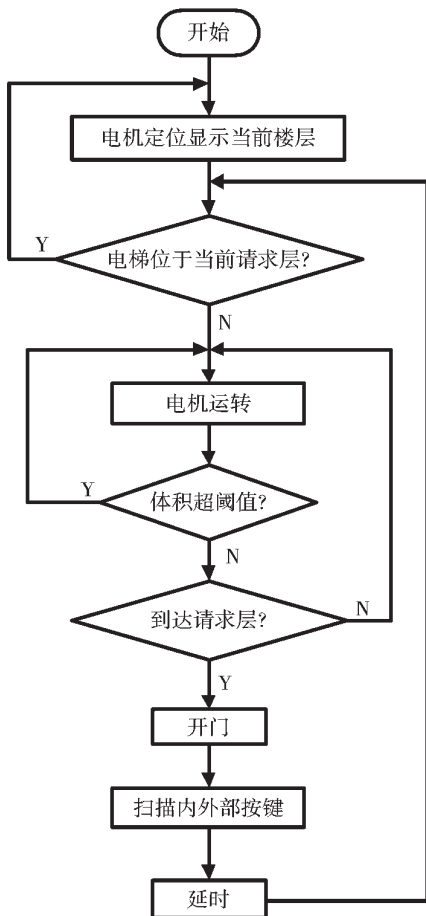 开始
电机定位显示当前楼层
Y
电梯位于当前请求层?
N
电机运转
Y
体积超阈值?
N
到达请求层?
N
Y
开门
扫描内外部按键
延时